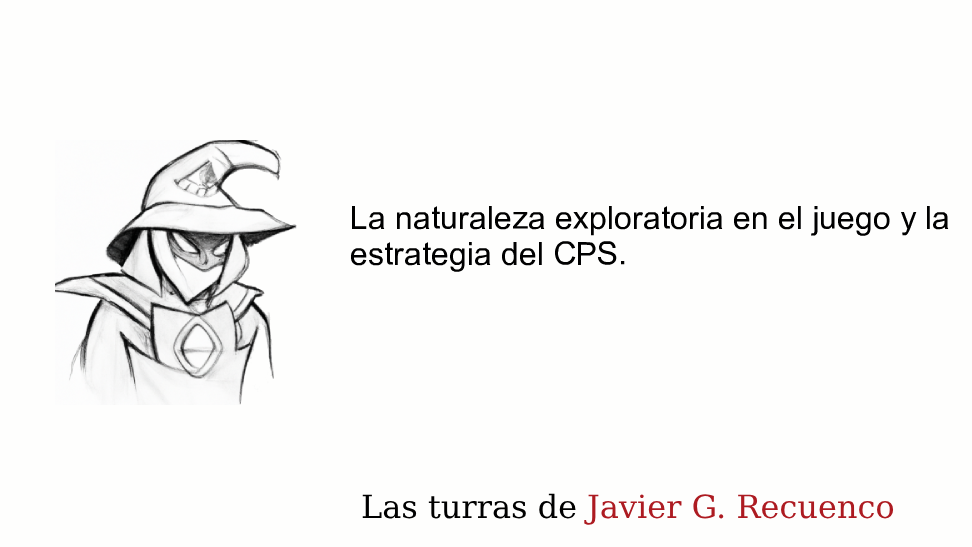 La naturaleza exploratoria en el juego y la
estrategia del CPS.
Las turras de Javier G. Recuenco